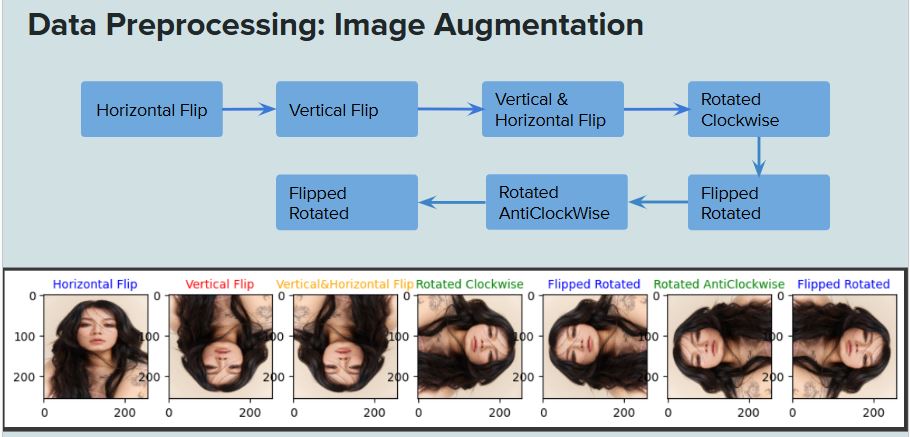 Data Preprocessing: Image Augmentation
Horizontal Flip
Vertical Flip
Vertical &
Horizontal Flip
Rotated
Clockwise
Flipped
Rotated
Rotated
AntiClockWise
Flipped
Rotated
Horizontal Flip
Vertical Flip
Vertical&Horizontal Flip
Rotated Clockwise
Flipped Rotated
Rotated AntiClockwise
Flipped Rotated
0
100
200
0 200
0
100
200
0 200
0
100
200
0 200
0
100
200
0 200
0
100
200
0 200
0
100
200
0 200
0
100
200
0 200